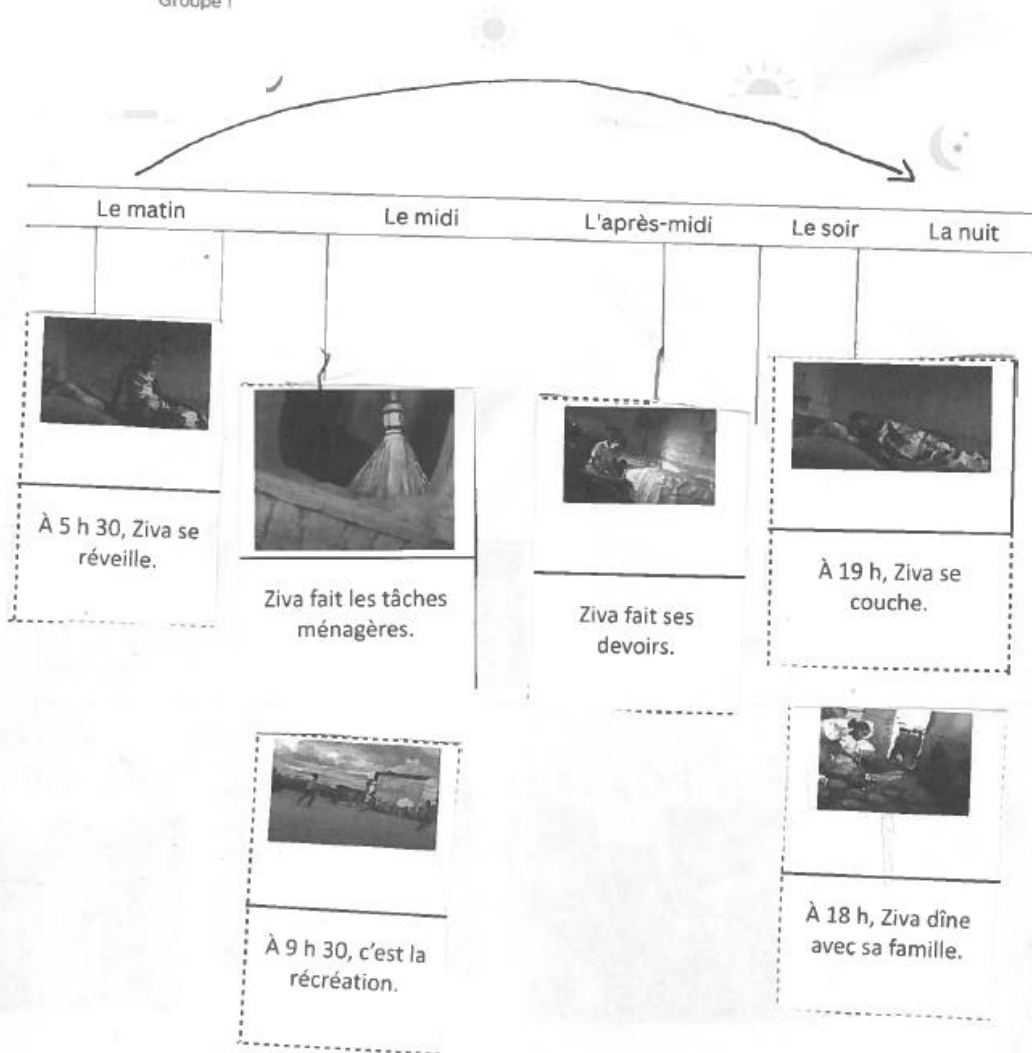 Groupe 1
Le matin
Le midi
L'après-midi
Le soir
La nuit
À 5 h 30, Ziva se
réveille.
Ziva fait les tâches
ménagères.
Ziva fait ses
devoirs.
À 19 h, Ziva se
couche.
À 9 h 30, c'est la
récréation.
À 18 h, Ziva dîne
avec sa famille.